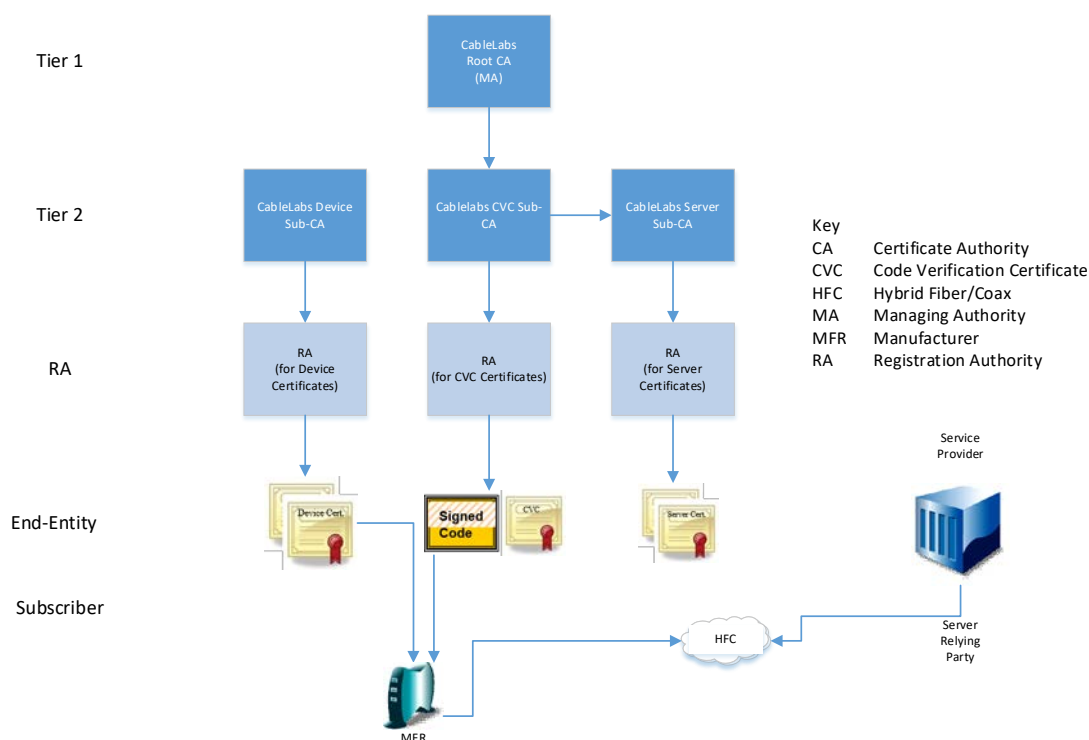 Tier 1
CableLabs
Root CA
(MA)
Tier 2
CableLabs Device
Sub-CA
Cablelabs CVC Sub-
CA
CableLabs Server
Sub-CA
Key
CA Certificate Authority
CVC Code Verification Certificate
HFC Hybrid Fiber/Coax
MA Managing Authority
MFR Manufacturer
RA Registration Authority
RA
RA
(for Device
Certificates)
RA
(for CVC Certificates)
RA
(for Server
Certificates)
Service
Provider
End-Entity
Device Cert.
Signed
Code
CVC
Server Cert.
Subscriber
HFC
Server
Relying
Party
MFR